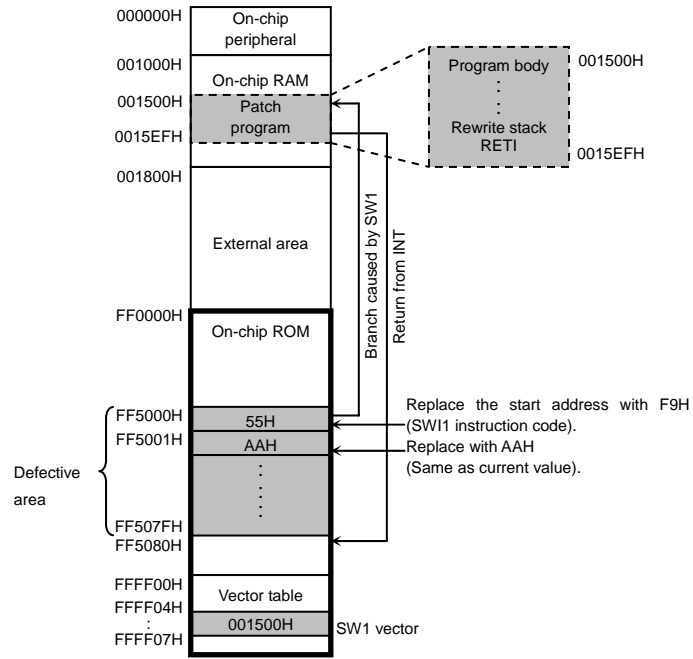 000000H
On-chip
peripheral
001000H
On-chip RAM
001500H
Patch
program
0015EFH
001800H
External area
FF0000H
On-chip ROM
FF5000H
55H
FF5001H
AAH
:
:
:
Defective
area
FF507FH
FF5080H
FFFF00H
Vector table
FFFF04H
:
001500H
FFFF07H
SW1 vector
Program body
:
:
Rewrite stack
RETI
001500H
0015EFH
Branch caused by SW1
Return from INT
Replace the start address with F9H
(SWI1 instruction code).
Replace with AAH
(Same as current value).